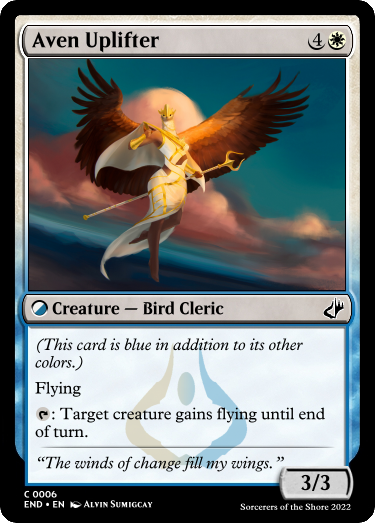 Aven Uplifter 4
Creature — Bird Cleric
(This card is blue in addition to its other
colors.)
Flying
: Target creature gains flying until end
of turn.
“The winds of change fill my wings.”
3/3
C 0006
END • EN Alvin Sumigcay
Sorcerers of the Shore 2022